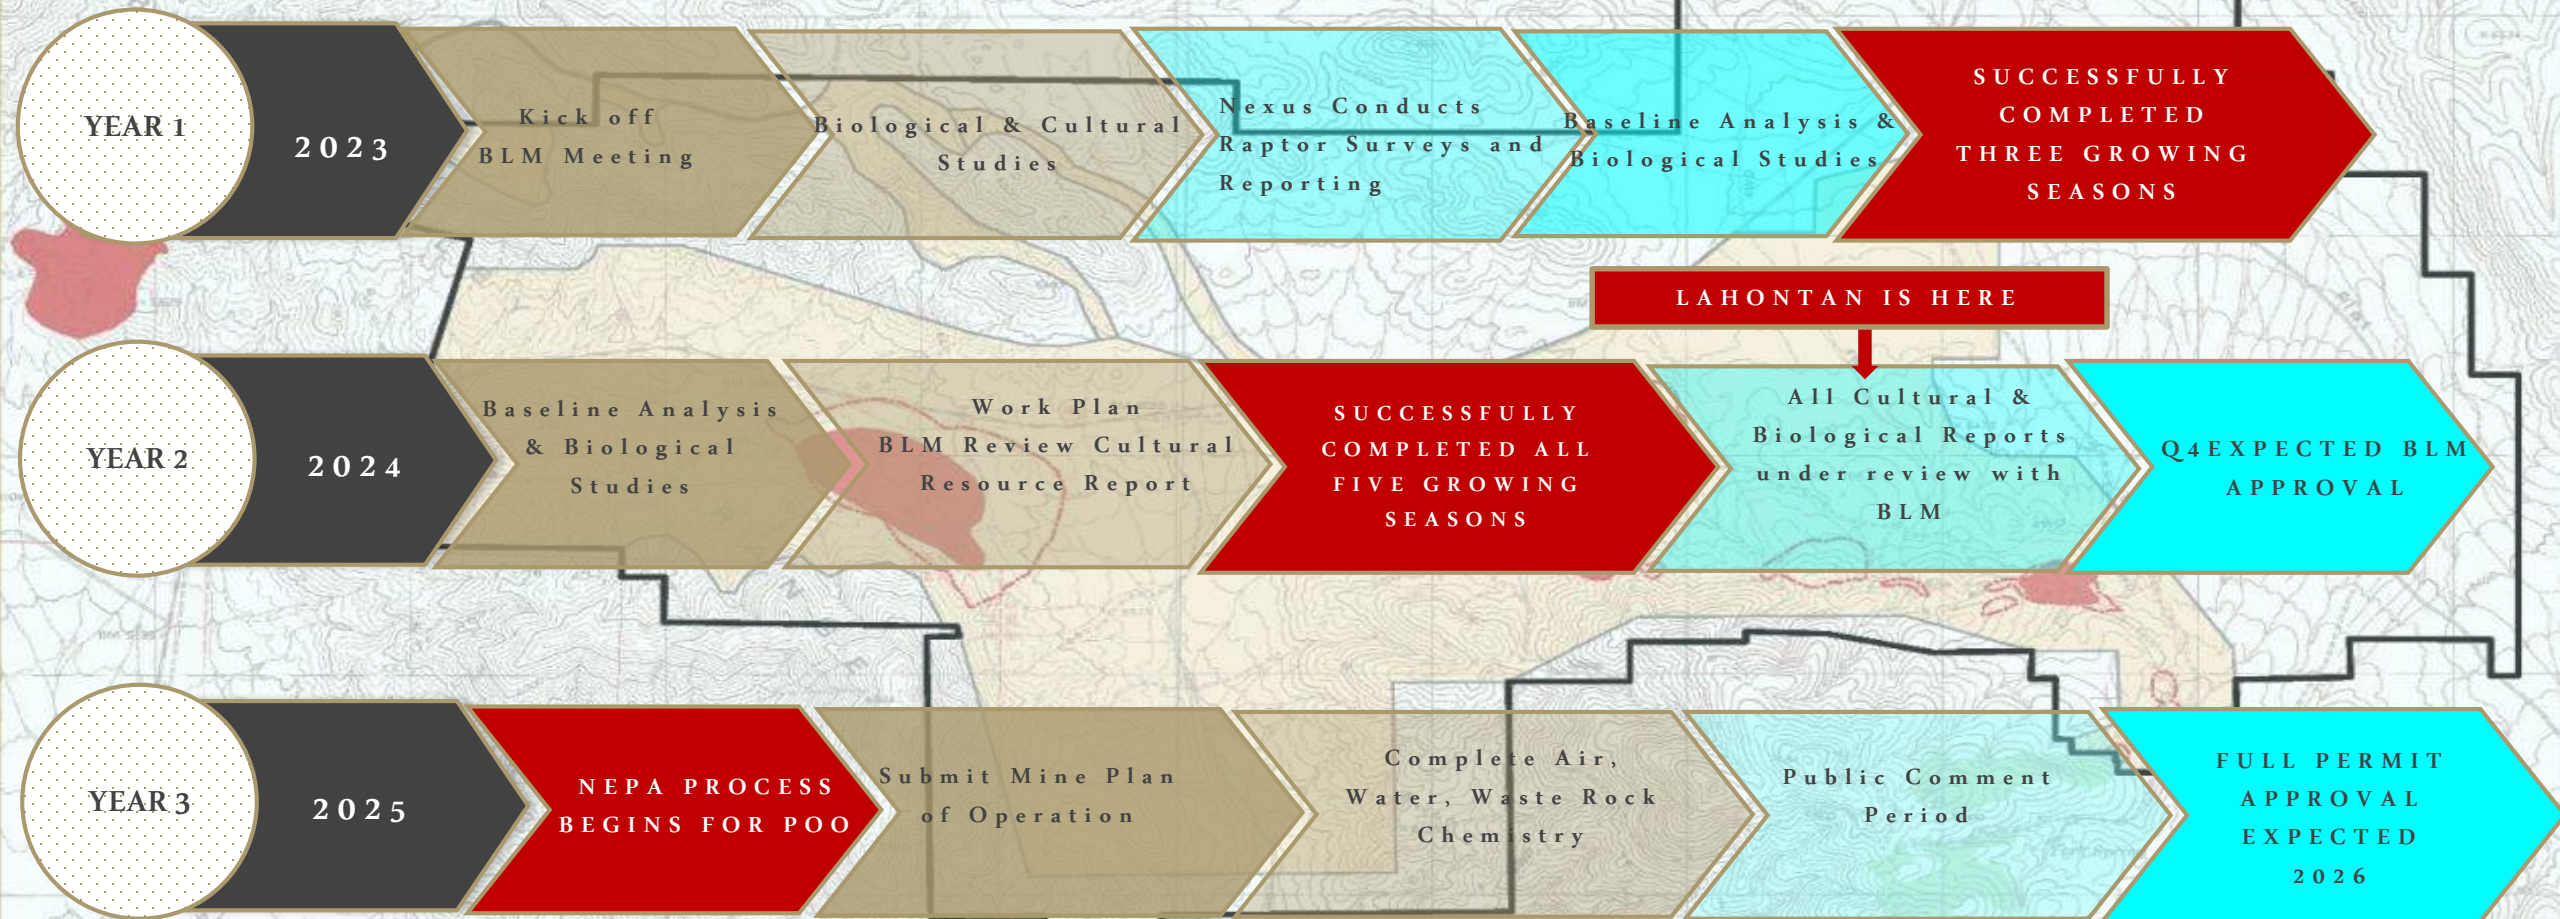 YEAR 1
2023
Kick off
BLM Meeting
Biological & Cultural
Studies
Nexus Conducts
Raptor Surveys and
Reporting
Baseline Analysis &
Biological Studies
SUCCESSFULLY
COMPLETED
THREE GROWING
SEASONS
LAHONTAN IS HERE
YEAR 2
2024
Baseline Analysis
& Biological
Studies
Work Plan
BLM Review Cultural
Resource Report
SUCCESSFULLY
COMPLETED ALL
FIVE GROWING
SEASONS
All Cultural &
Biological Reports
under review with
BLM
Q4EXPECTED BLM
APPROVAL
YEAR 3
2025
NEPA PROCESS
BEGINS FOR POO
Submit Mine Plan
of Operation
Complete Air,
Water, Waste Rock
Chemistry
Public Comment
Period
FULL PERMIT
APPROVAL
EXPECTED
2026